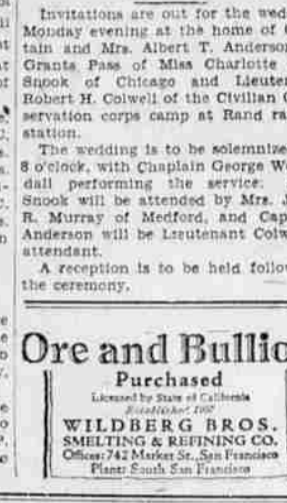 Invitations are out for the wed
Monday evening at the home of C
tain and Mrs. Albert T. Anderson
Grants Pass of Miss Charlotte
Snook of Chicago and Lieuten
Robert H. Colwell of the Civilian C
servation corps camp at Rand ra
station.
The wedding is to be solemnize
8 o'clock, with Chaplain George W
dall performing the service.
Snook will be attended by Mrs. J
R. Murray of Medford, and Cap
Anderson will be Lieutenant Colw
attendant.
A reception is to be held follow
the ceremony.
Ore and Bullio
Purchased
Licensed by State of California
Established
WILDBERG BROS.
SMELTING & REFINING CO.
Offices: 742 Market St., San Francisco
Plant: South San Francisco